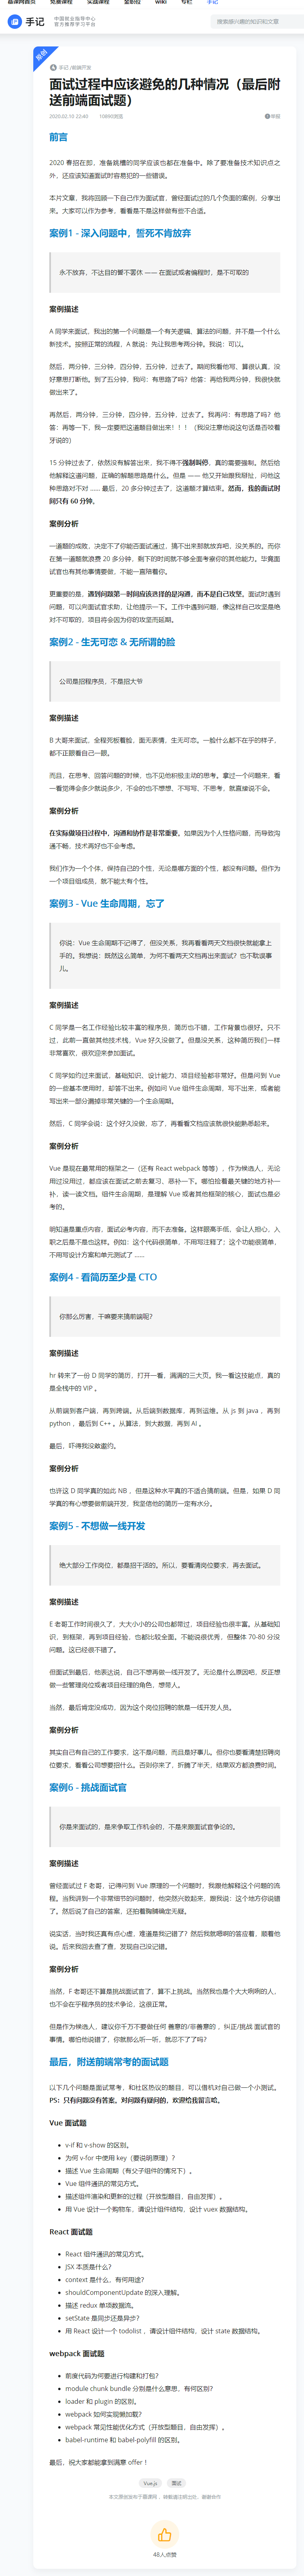 慕课网首页 免费课程 实战课程 金职位 专栏 手记
手记
中国就业指导中心
官方推荐学习平台
搜索感兴趣的知识和文章
原创
手记 / 前端开发
面试过程中应该避免的几种情况（最后附
送前端面试题）
2020.02.10 22:40 1088浏览
举报
前言
2020 春招在即，准备跳槽的同学应该也都在准备中。除了要准备技术知识点之
外，还应该知道面试时容易犯的一些错误。
本片文章，我将回顾一下自己作为面试官，曾经面试过的几个负面的案例，分享出
来。大家可以作为参考，看看是不是这样做有些不合适。
案例1 - 深入问题中，誓死不肯放弃
永不放弃，不达目的誓不罢休 —— 在面试或者编程时，是不可取的
案例描述
A 同学来面试，我出的第一个问题是一个有关逻辑、算法的问题，并不是一个什么
新技术。按照正常的流程，A 就说：先让我思考两分钟。我说：可以。
然后，两分钟，三分钟，四分钟，五分钟，过去了。期间我看他写、算很认真，没
好意思打断他。到了五分钟，我问：有思路了吗？他答：再给我两分钟，我很快就
做出来了。
再然后，两分钟，三分钟，四分钟，五分钟，过去了。我再问：有思路了吗？他
答：再等一下，我一定要把这道题目做出来！！！（我没注意他说这句话是否咬着
牙说的）
15 分钟过去了，依然没有解答出来，我不得不强制叫停，真的需要强制。然后给
他解释这道问题，正确的解题思路是什么。但是 —— 他又开始跟我辩扯，问他这
种思路对不对 …… 最后，20 多分钟过去了，这道题才算结束。然而，我的面试时
间只有 60 分钟。
案例分析
一道题的成败，决定不了你能否面试通过，搞不出来那就放弃吧，没关系的。而你
在第一道题就浪费 20 多分钟，剩下的时间就不够全面考察你的其他能力。毕竟面
试官也有其他事情要做，不能一直陪着你。
更重要的是，遇到问题第一时间应该选择的是沟通，而不是自己攻坚。面试时遇到
问题，可以向面试官求助，让他提示一下。工作中遇到问题，像这样自己攻坚是绝
对不可取的，项目将会因为你的攻坚而延期。
案例2 - 生无可恋 & 无所谓的脸
公司是招程序员，不是招大爷
案例描述
B 大哥来面试，全程死板着脸，面无表情，生无可恋。一脸什么都不在乎的样子，
都不正眼看自己一眼。
而且，在思考、回答问题的时候，也不见他积极主动的思考。拿过一个问题来，看
一看觉得会多少就说多少，不会的也不想想、不写写、不思考，就直接说不会。
案例分析
在实际做项目过程中，沟通和协作是非常重要。如果因为个人性格问题，而导致沟
通不畅，技术再好也不会考虑。
我们作为一个个体，保持自己的个性，无论是哪方面的个性，都没有问题。但作为
一个项目组成员，就不能太有个性。
案例3 - Vue 生命周期，忘了
你说：Vue 生命周期不记得了，但没关系，我再看看两天文档很快就能拿上
手的。我想说：既然这么简单，为何不看两天文档再出来面试？也不耽误事
儿。
案例描述
C 同学是一名工作经验比较丰富的程序员，简历也不错，工作背景也很好。只不
过，此前一直做其他技术栈，Vue 好久没做了。但是没关系，这种简历我们一样
非常喜欢，很欢迎来参加面试。
C 同学如约过来面试，基础知识、设计能力、项目经验都非常好。但是问到 Vue
的一些基本使用时，却答不出来。例如问 Vue 组件生命周期，写不出来，或者能
写出来一部分漏掉非常关键的一个生命周期。
然后，C 同学会说：这个好久没做，忘了，再看看文档应该就很快能熟悉起来。
案例分析
Vue 是现在最常用的框架之一（还有 React webpack 等等），作为候选人，无论
用过没用过，都应该在面试之前去复习、恶补一下。哪怕捡着最关键的地方补一
补，读一读文档。组件生命周期，是理解 Vue 或者其他框架的核心，面试也是必
考的。
明知道是重点内容，面试必考内容，而不去准备。这样眼高手低，会让人担心，入
职之后是不是也这样。例如：这个代码很简单，不用写注释了；这个功能很简单，
不用写设计方案和单元测试了 ……
案例4 - 看简历至少是 CTO
你那么厉害，干嘛要来搞前端呢？
案例描述
hr 转来了一份 D 同学的简历，打开一看，满满的三大页。我一看这技能点，真的
是全栈中的 VIP 。
从前端到客户端，再到跨端。从后端到数据库，再到运维。从 js 到 java ，再到
python ，最后到 C++ 。从算法，到大数据，再到 AI 。
最后，吓得我没敢邀约。
案例分析
也许这 D 同学真的如此 NB ，但是这种水平真的不适合搞前端。但是，如果 D 同
学真的有心想要做前端开发，我坚信他的简历一定有水分。
案例5 - 不想做一线开发
绝大部分工作岗位，都是招干活的。所以，要看清岗位要求，再去面试。
案例描述
E 老哥工作时间很久了，大大小小的公司也都带过，项目经验也很丰富。从基础知
识，到框架，再到项目经验，也都比较全面。不能说很优秀，但整体 70-80 分没
问题。这已经很不错了。
但面试到最后，他表达说，自己不想再做一线开发了。无论是什么原因吧，反正想
做一些管理岗位或者项目经理的角色，想带人。
当然，最后肯定没成功，因为这个岗位招聘的就是一线开发人员。
案例分析
其实自己有自己的工作要求，这不是问题，而且是好事儿。但你也要看清楚招聘岗
位要求，看看公司想要招什么。否则你来了，折腾了半天，结果双方都浪费时间。
案例6 - 挑战面试官
你是来面试的，是来争取工作机会的，不是来跟面试官争论的。
案例描述
曾经面试过 F 老哥，记得问到 Vue 原理的一个问题时，我跟他解释这个问题的流
程。当我讲到一个非常细节的问题时，他突然兴致起来，跟我说：这个地方你说错
了。然后说了自己的答案，还拍着胸脯确定无疑。
说实话，当时我还真有点心虚，难道是我记错了？然后我就嗯啊的答应着，顺着他
说。后来我回去查了查，发现自己没记错。
案例分析
当然，F 老哥还不算是挑战面试官了，算不上挑战。当然我也是个大大咧咧的人，
也不会在乎程序员的技术争论，这很正常。
但是作为候选人，建议你千万不要做任何 善意的/非善意的 ，纠正/挑战 面试官的
事情。哪怕他说错了，你就那么听一听，就忍不了了吗？
最后，附送前端常考的面试题
以下几个问题是面试常考，和社区热议的题目，可以借机对自己做一个小测试。
PS：只有问题没有答案。对问题有疑问的，欢迎给我留言哈。
Vue 面试题
v-if 和 v-show 的区别。
为何 v-for 中使用 key（要说明原理）？
描述 Vue 生命周期（有父子组件的情况下）。
Vue 组件通讯的常见方式。
描述组件渲染和更新的过程（开放型题目，自由发挥）。
用 Vue 设计一个购物车，请设计组件结构，设计 vuex 数据结构。
React 面试题
React 组件通讯的常见方式。
JSX 本质是什么？
context 是什么，有何用途？
shouldComponentUpdate 的深入理解。
描述 redux 单项数据流。
setState 是同步还是异步？
用 React 设计一个 todolist ，请设计组件结构，设计 state 数据结构。
webpack 面试题
前度代码为何要进行构建和打包？
module chunk bundle 分别是什么意思，有何区别？
loader 和 plugin 的区别。
webpack 如何实现懒加载？
webpack 常见性能优化方式（开放型题目，自由发挥）。
babel-runtime 和 babel-polyfill 的区别。
最后，祝大家都能拿到满意 offer！
Vue.js 面试
本文原创发布于慕课网 ，转载请注明出处，谢谢合作
48人点赞